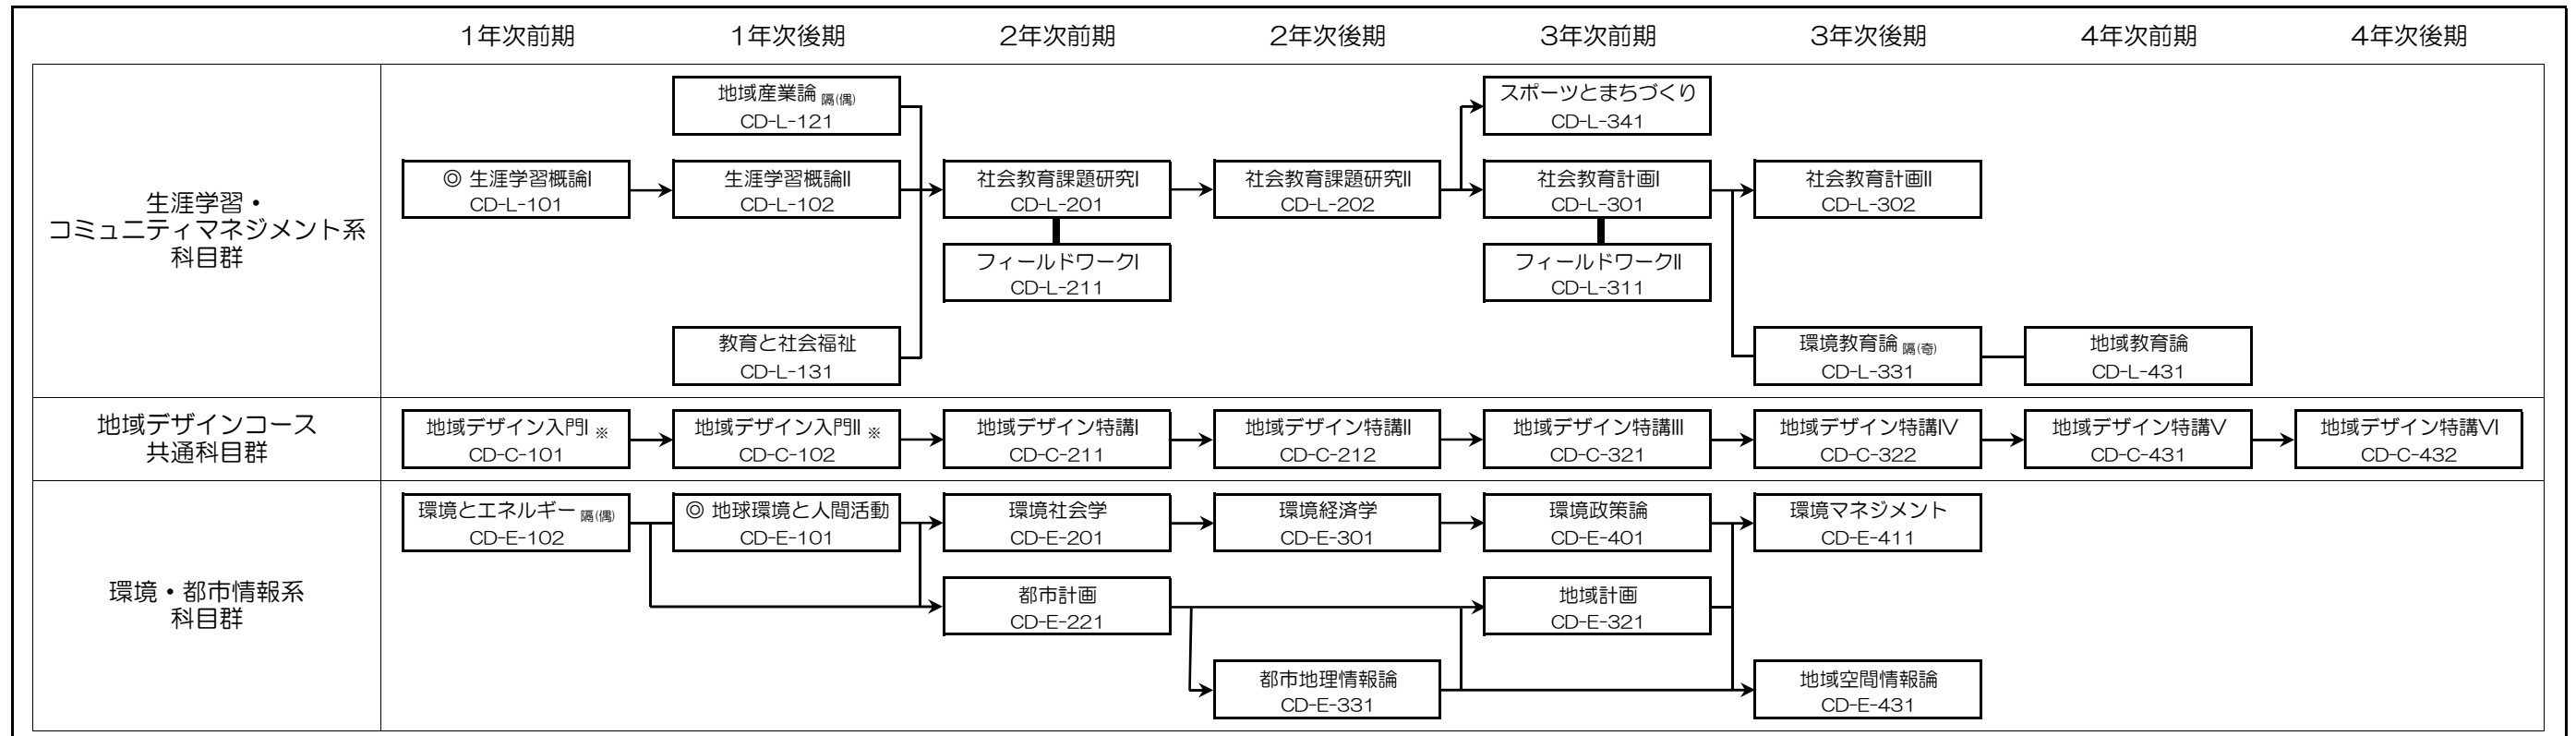 1年次前期 1年次後期 2年次前期 2年次後期 3年次前期 3年次後期 4年次前期 4年次後期
生涯学習・
コミュニティマネジメント系
科目群
地域産業論 隔(偶)
CD-L-121
スポーツとまちづくり
CD-L-341
◎ 生涯学習概論I
CD-L-101
生涯学習概論II
CD-L-102
社会教育課題研究I
CD-L-201
社会教育課題研究II
CD-L-202
社会教育計画I
CD-L-301
社会教育計画II
CD-L-302
フィールドワークI
CD-L-211
フィールドワークII
CD-L-311
教育と社会福祉
CD-L-131
環境教育論 隔(奇)
CD-L-331
地域教育論
CD-L-431
地域デザインコース
共通科目群
地域デザイン入門I ※
CD-C-101
地域デザイン入門II ※
CD-C-102
地域デザイン特講I
CD-C-211
地域デザイン特講II
CD-C-212
地域デザイン特講III
CD-C-321
地域デザイン特講IV
CD-C-322
地域デザイン特講V
CD-C-431
地域デザイン特講VI
CD-C-432
環境・都市情報系
科目群
環境とエネルギー 隔(偶)
CD-E-102
◎ 地球環境と人間活動
CD-E-101
環境社会学
CD-E-201
環境経済学
CD-E-301
環境政策論
CD-E-401
環境マネジメント
CD-E-411
都市計画
CD-E-221
地域計画
CD-E-321
都市地理情報論
CD-E-331
地域空間情報論
CD-E-431